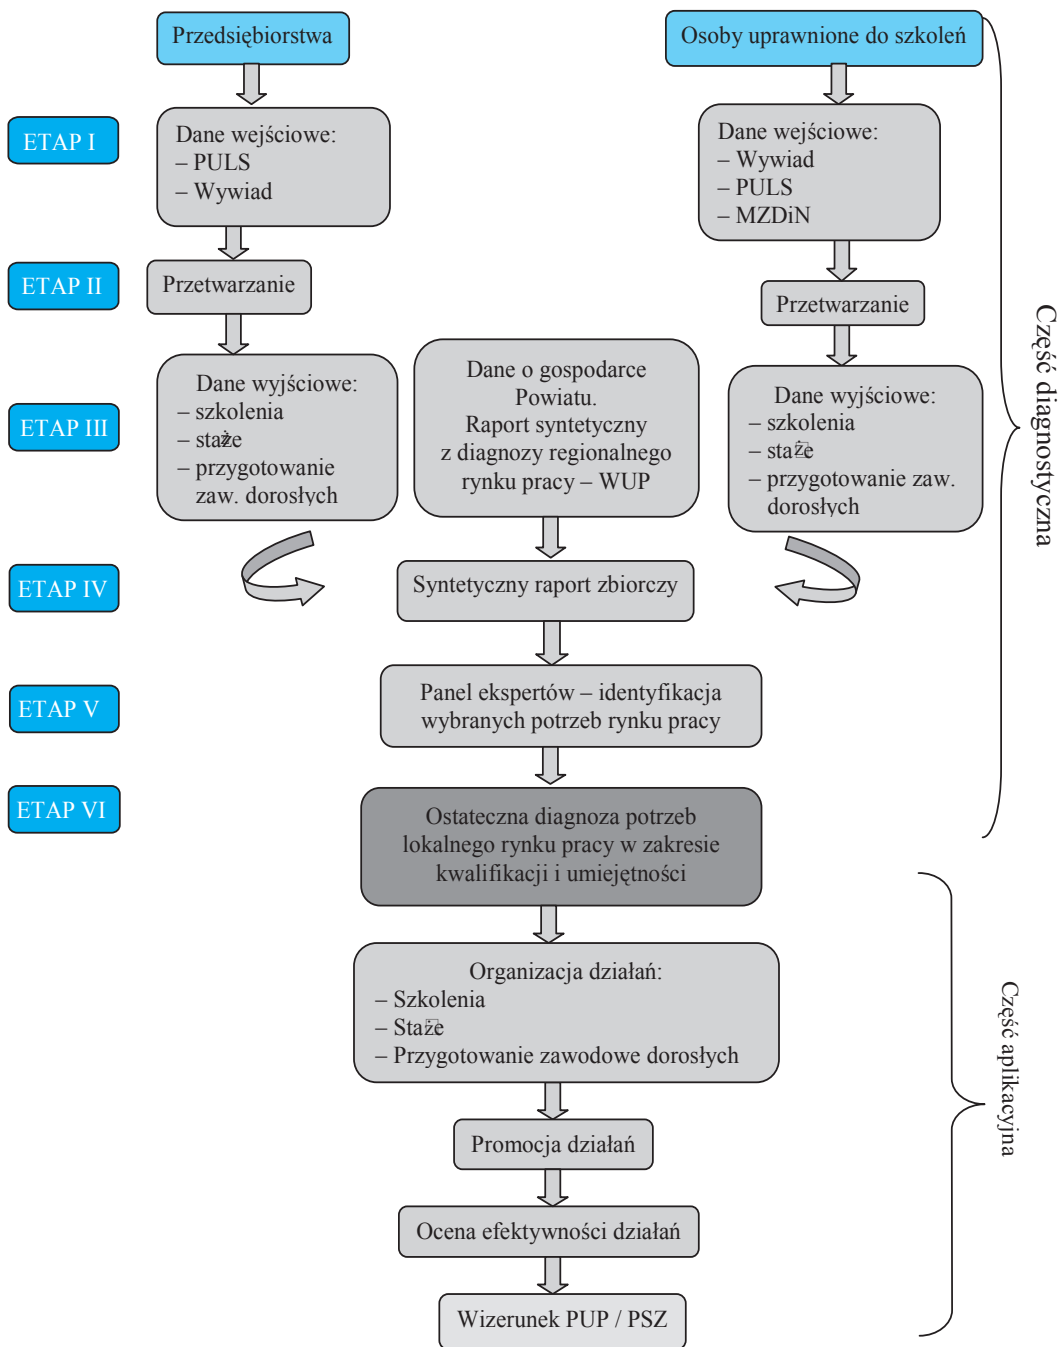 Przedsiębiorstwa
Osoby uprawnione do szkoleń
ETAP I
Dane wejściowe:
– PULS
– Wywiad
Dane wejściowe:
– Wywiad
– PULS
– MZDiN
ETAP II
Przetwarzanie
Przetwarzanie
ETAP III
Dane wyjściowe:
– szkolenia
– staże
– przygotowanie
zaw. dorosłych
Dane o gospodarce
Powiatu.
Raport syntetyczny
z diagnozy regionalnego
rynku pracy – WUP
Dane wyjściowe:
– szkolenia
– staże
– przygotowanie zaw.
dorosłych
ETAP IV
Syntetyczny raport zbiorczy
ETAP V
Panel ekspertów – identyfikacja
wybranych potrzeb rynku pracy
ETAP VI
Ostateczna diagnoza potrzeb
lokalnego rynku pracy w zakresie
kwalifikacji i umiejętności
Część diagnostyczna
Organizacja działań:
– Szkolenia
– Staże
– Przygotowanie zawodowe dorosłych
Promocja działań
Ocena efektywności działań
Wizerunek PUP / PSZ
Część aplikacyjna